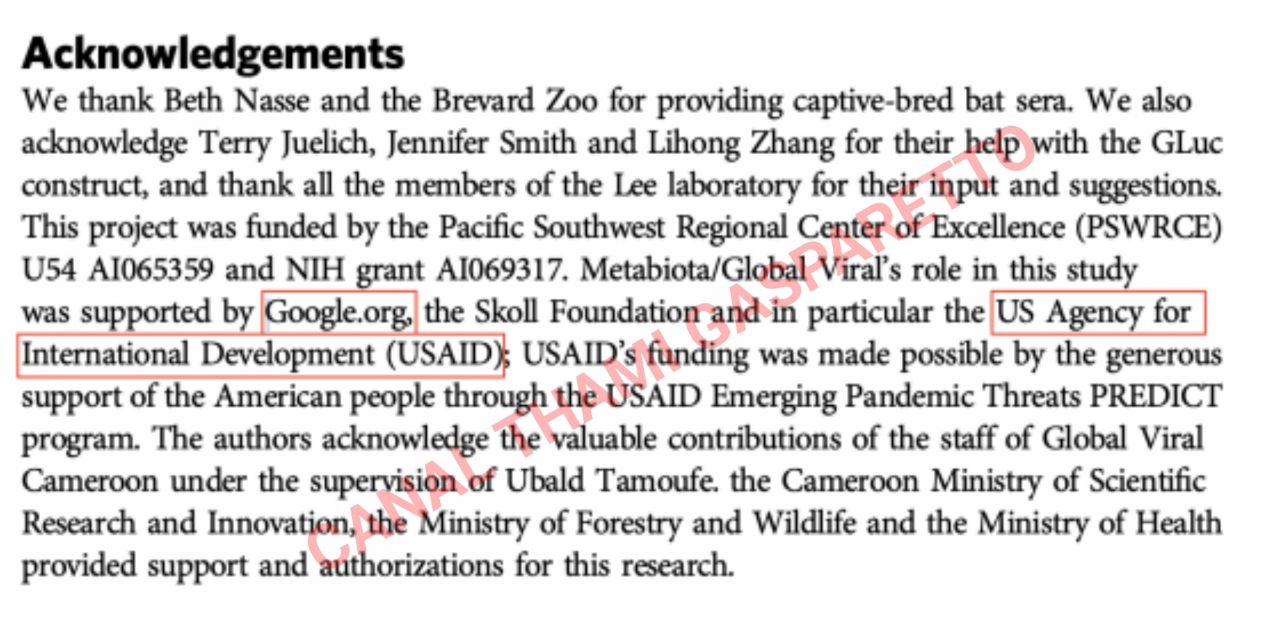 Acknowledgements
We thank Beth Nasse and the Brevard Zoo for providing captive-bred bat sera. We also
acknowledge Terry Juelich, Jennifer Smith and Lihong Zhang for their help with the GLuc
construct, and thank all the members of the Lee laboratory for their input and suggestions.
This project was funded by the Pacific Southwest Regional Center of Excellence (PSWRCE)
U54 AI065359 and NIH grant AI069317. Metabiota/Global Viral's role in this study
was supported by Google.org, the Skoll Foundation and in particular the US Agency for
International Development (USAID); USAID's funding was made possible by the generous
support of the American people through the USAID Emerging Pandemic Threats PREDICT
program. The authors acknowledge the valuable contributions of the staff of Global Viral
Cameroon under the supervision of Ubald Tamoufe. the Cameroon Ministry of Scientific
Research and Innovation, the Ministry of Forestry and Wildlife and the Ministry of Health
provided support and authorizations for this research.
CANAL THAMI GASPARETTO